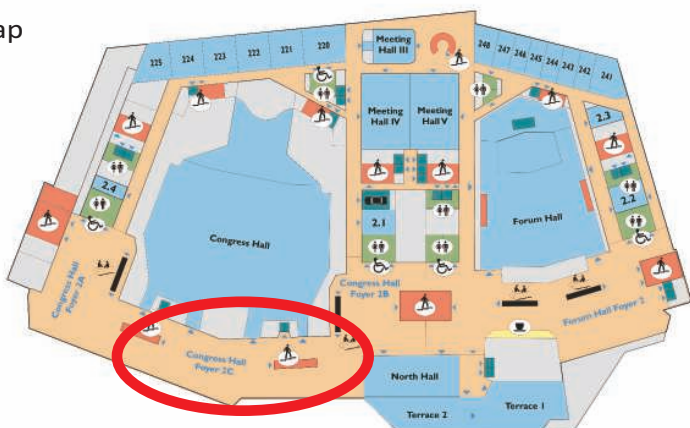 ap
Meeting
Hall III
225
224
223
222
221
220
248
247
246
245
244
243
242
241
Meeting
Hall IV
Meeting
Hall V
2.3
2.4
2.1
2.2
Congress Hall
Forum Hall
Congress Hall
Foyer 2A
Congress Hall
Foyer 2B
Forum Hall Foyer 2
Congress Hall
Foyer 2C
North Hall
Terrace 2
Terrace 1